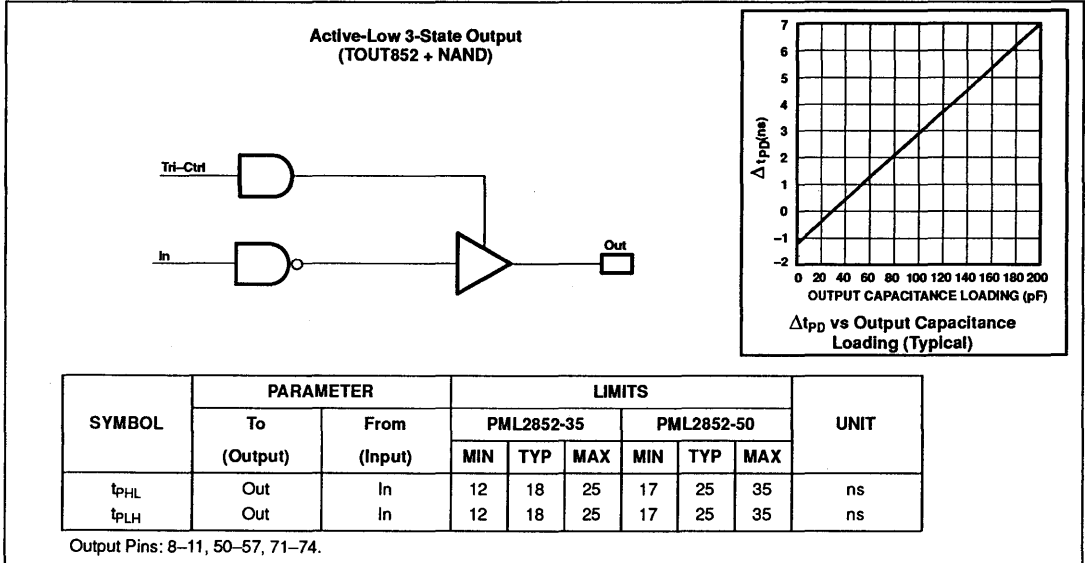 Active-Low 3-State Output
(TOUT852 + NAND)
Tri–Ctrl
In
Out
7
6
5
4
3
2
1
0
–1
–2
ΔtPD(ns)
0 20 40 60 80 100 120 140 160 180 200
OUTPUT CAPACITANCE LOADING (pF)
ΔtPD vs Output Capacitance
Loading (Typical)
SYMBOL PARAMETER LIMITS UNIT
To From PML2852-35 PML2852-50
(Output) (Input) MIN TYP MAX MIN TYP MAX
tPHL Out In 12 18 25 17 25 35 ns
tPLH Out In 12 18 25 17 25 35 ns
Output Pins: 8–11, 50–57, 71–74.